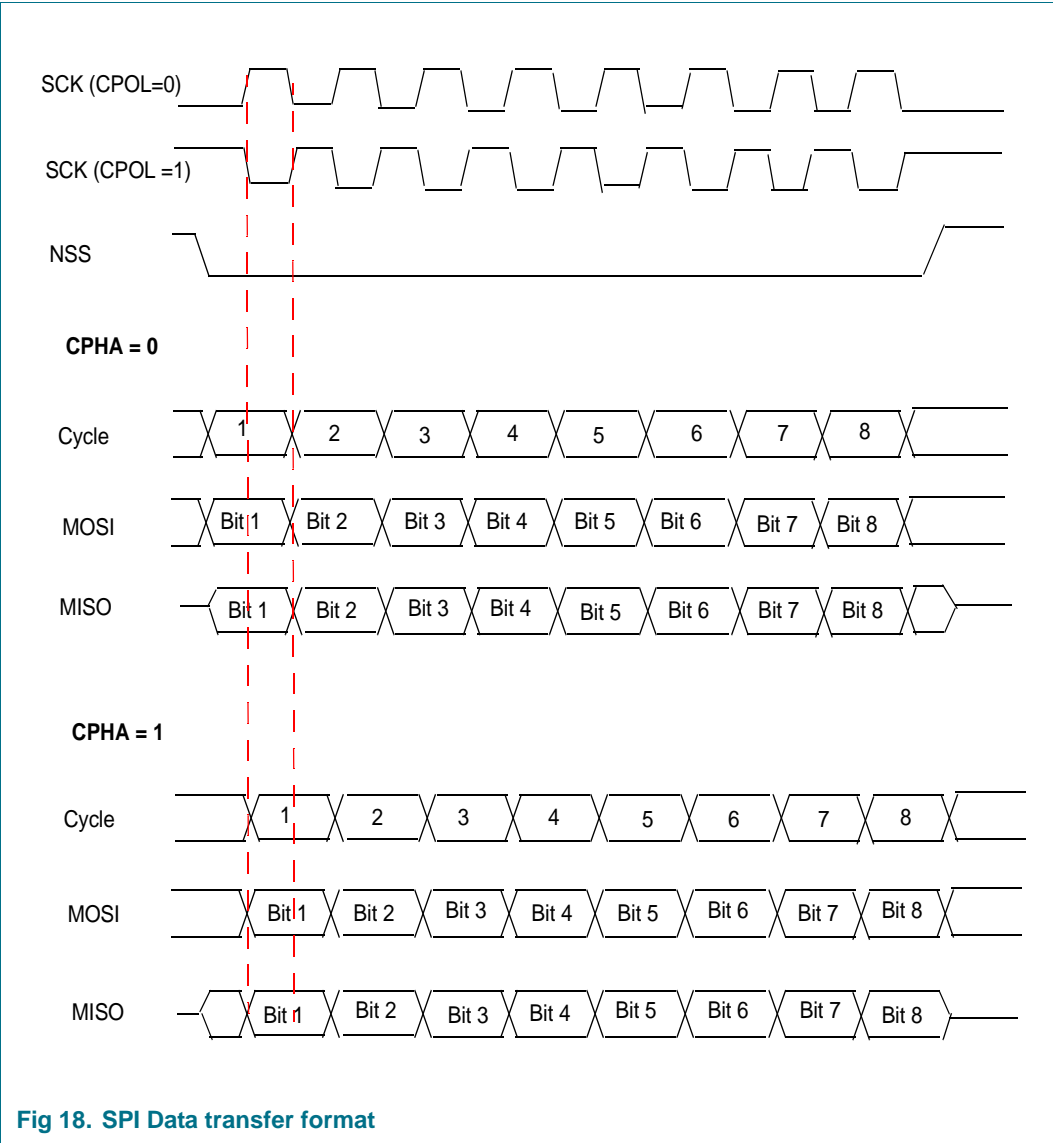 SCK (CPOL=0)
SCK (CPOL =1)
NSS
CPHA = 0
Cycle 1 2 3 4 5 6 7 8
MOSI Bit 1 Bit 2 Bit 3 Bit 4 Bit 5 Bit 6 Bit 7 Bit 8
MISO Bit 1 Bit 2 Bit 3 Bit 4 Bit 5 Bit 6 Bit 7 Bit 8
CPHA = 1
Cycle 1 2 3 4 5 6 7 8
MOSI Bit 1 Bit 2 Bit 3 Bit 4 Bit 5 Bit 6 Bit 7 Bit 8
MISO Bit 1 Bit 2 Bit 3 Bit 4 Bit 5 Bit 6 Bit 7 Bit 8
Fig 18. SPI Data transfer format